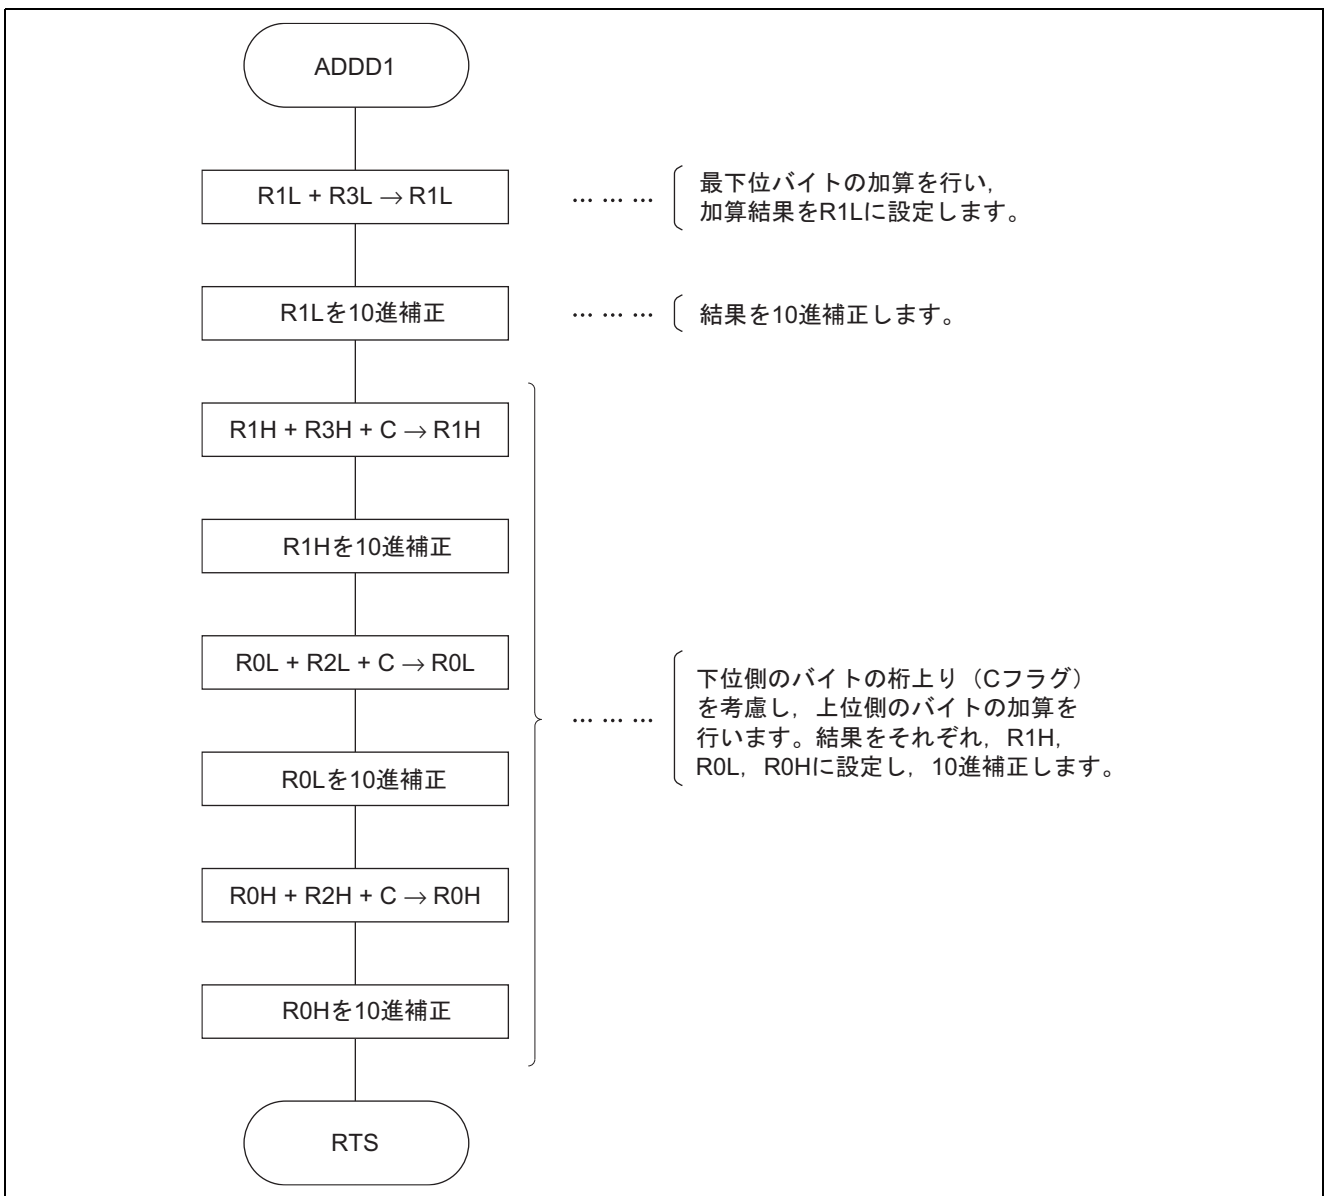 ADDD1
R1L + R3L → R1L
… … …
最下位バイトの加算を行い，
加算結果をR1Lに設定します。
R1Lを10進補正
… … …
結果を10進補正します。
R1H + R3H + C → R1H
R1Hを10進補正
R0L + R2L + C → R0L
… … …
下位側のバイトの桁上り（Cフラグ）
を考慮し，上位側のバイトの加算を
行います。結果をそれぞれ，R1H，
R0L，R0Hに設定し，10進補正します。
R0Lを10進補正
R0H + R2H + C → R0H
R0Hを10進補正
RTS